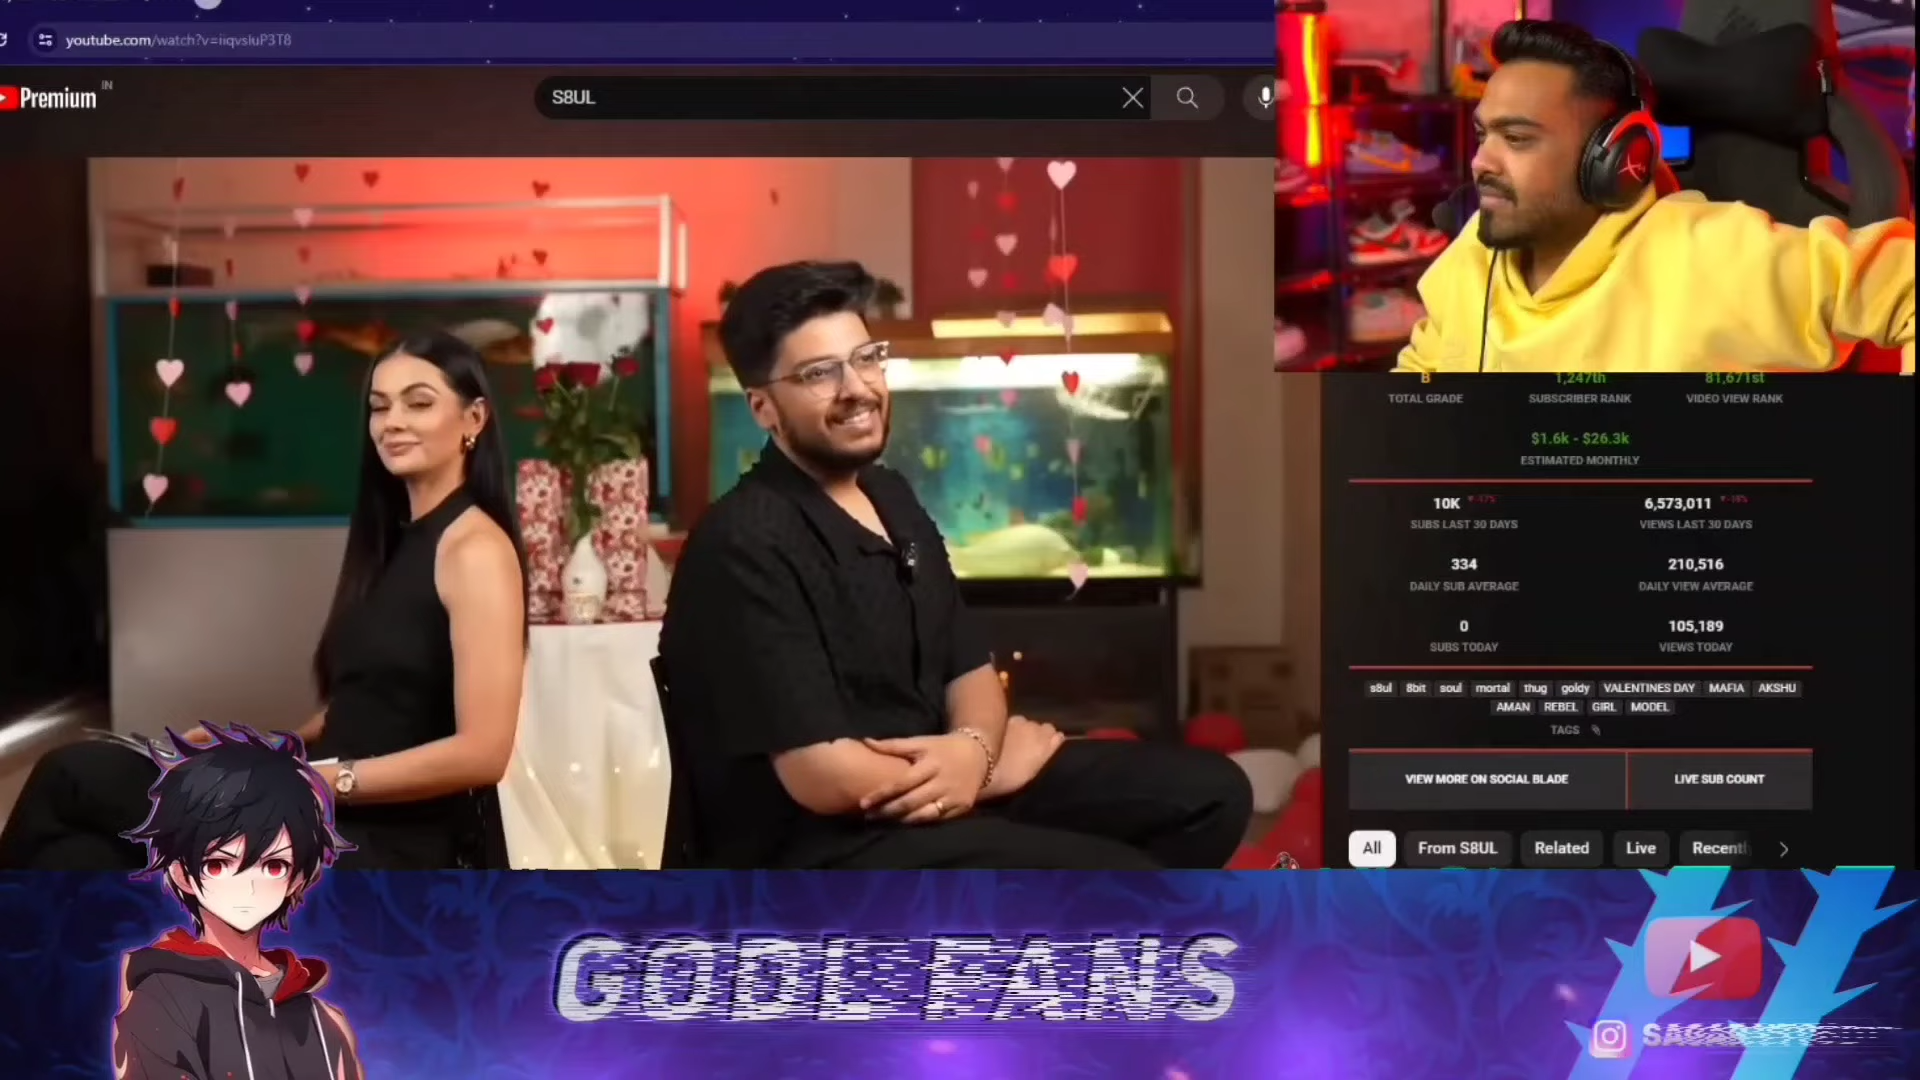 youtube.com/watch?v=iiqvsluP3T8
Premium IN
S8UL
B 1,247th 81,671st
TOTAL GRADE SUBSCRIBER RANK VIDEO VIEW RANK
$1.6k - $26.3k
ESTIMATED MONTHLY
10K 6,573,011
SUBS LAST 30 DAYS VIEWS LAST 30 DAYS
334 210,516
DAILY SUB AVERAGE DAILY VIEW AVERAGE
0 105,189
SUBS TODAY VIEWS TODAY
s8ul 8bit soul mortal thug goldy VALENTINES DAY MAFIA AKSHU
AMAN REBEL GIRL MODEL
TAGS
VIEW MORE ON SOCIAL BLADE LIVE SUB COUNT
All From S8UL Related Live Recentl
GODL FANS